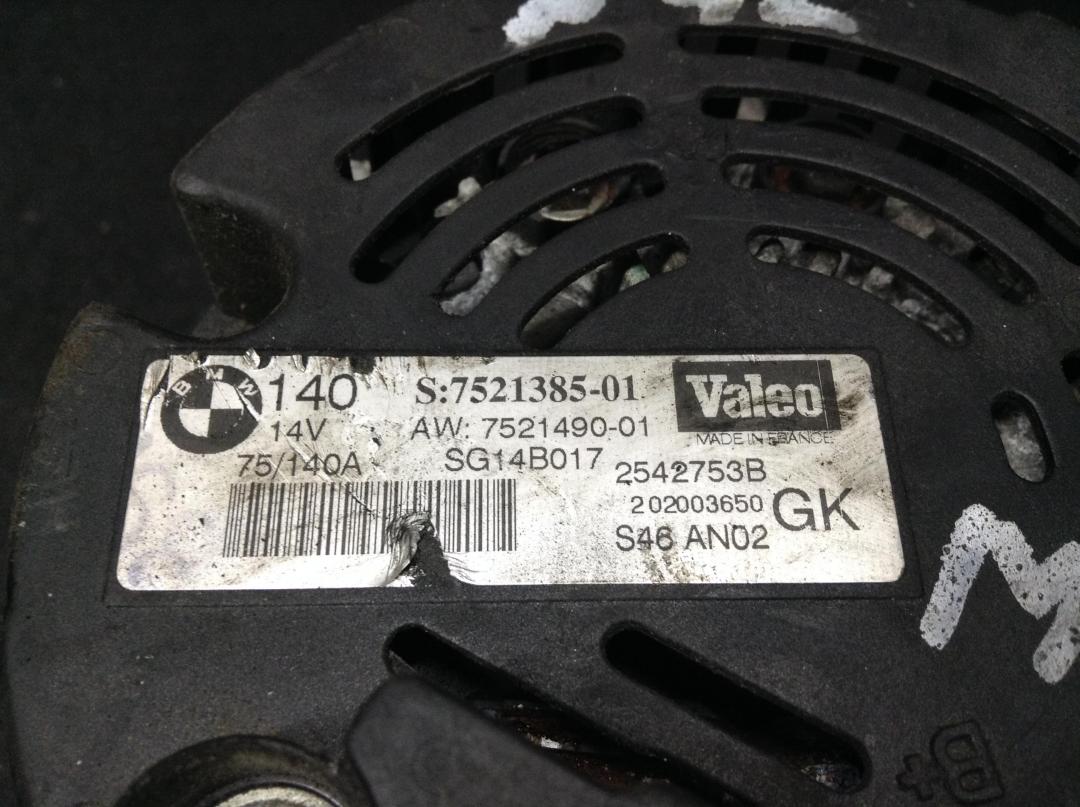 BMW 140 S:7521385-01 Valeo
14V AW: 7521490-01 MADE IN FRANCE
75/140A SG14B017 2542753B
202003650 GK
S46 AN02
M
B+